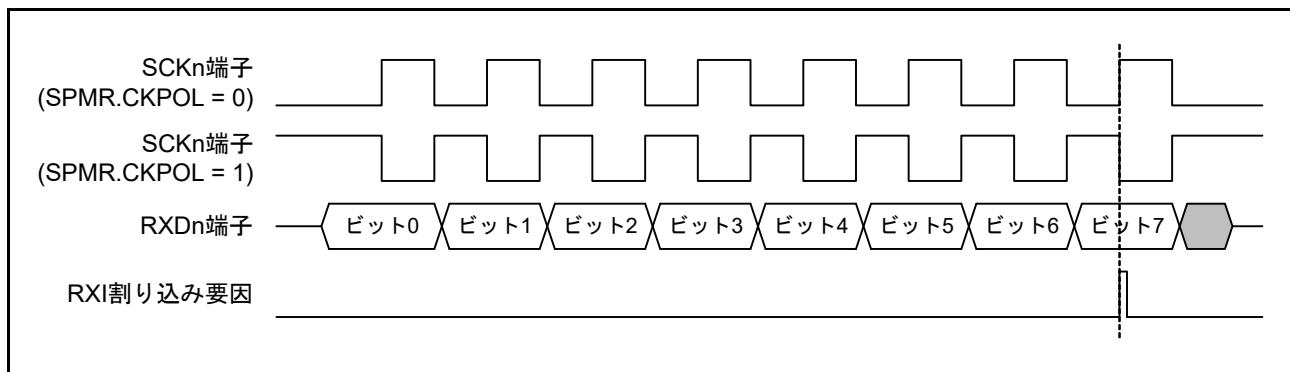 SCKn端子
(SPMR.CKPOL = 0)
SCKn端子
(SPMR.CKPOL = 1)
RXDn端子
ビット0 ビット1 ビット2 ビット3 ビット4 ビット5 ビット6 ビット7
RXI割り込み要因